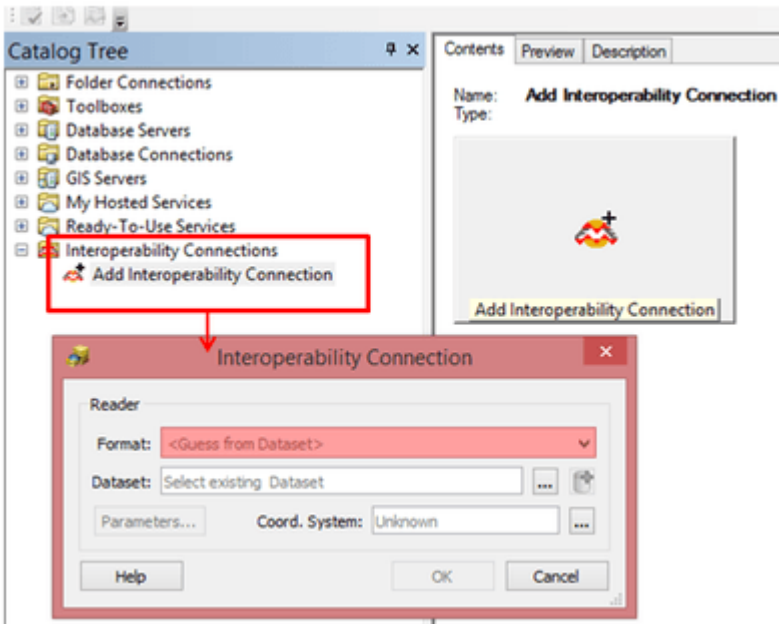 Catalog Tree
Folder Connections
Toolboxes
Database Servers
Database Connections
GIS Servers
My Hosted Services
Ready-To-Use Services
Interoperability Connections
Add Interoperability Connection
Contents Preview Description
Name: Add Interoperability Connection
Type:
Add Interoperability Connection
Interoperability Connection
Reader
Format: <Guess from Dataset>
Dataset: Select existing Dataset ...
Parameters... Coord. System: Unknown ...
Help OK Cancel